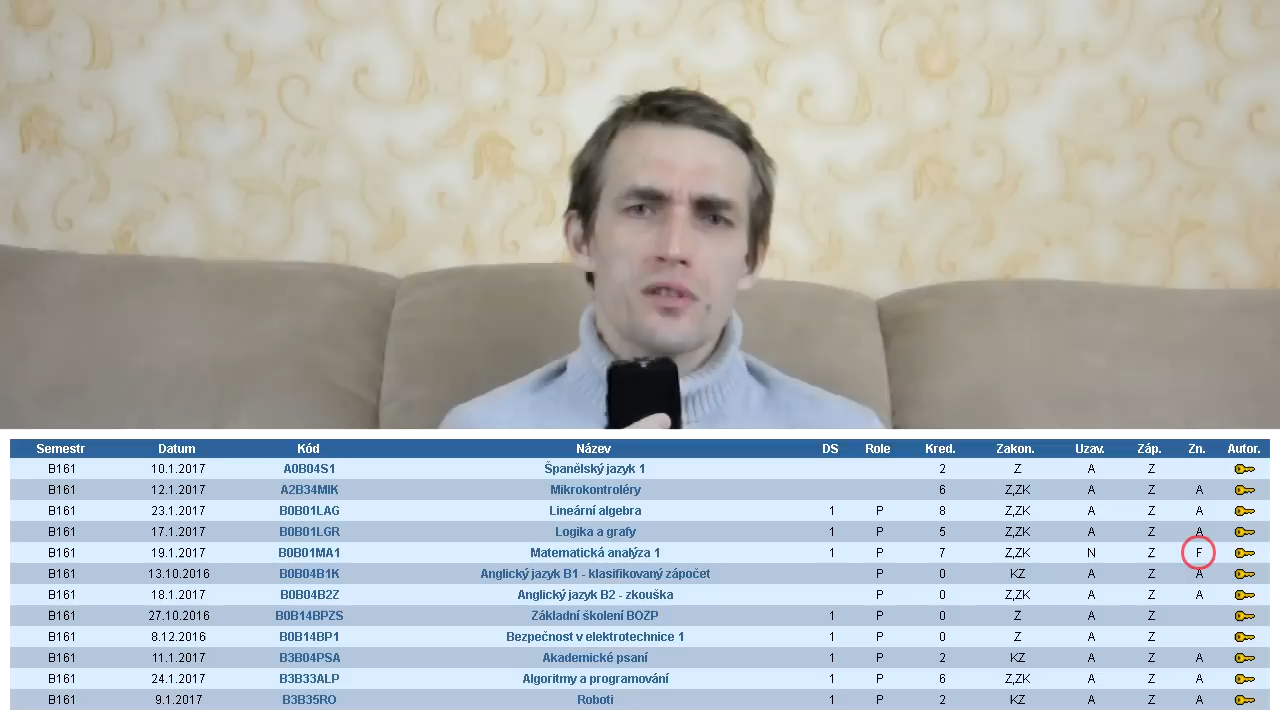 Semestr Datum Kód Název DS Role Kred. Zakon. Uzav. Záp. Zn. Autor.
B161 10.1.2017 A0B04S1 Španělský jazyk 1 2 Z A Z
B161 12.1.2017 A2B34MIK Mikrokontroléry 6 Z,ZK A Z A
B161 23.1.2017 B0B01LAG Lineární algebra 1 P 8 Z,ZK A Z A
B161 17.1.2017 B0B01LGR Logika a grafy 1 P 5 Z,ZK A Z A
B161 19.1.2017 B0B01MA1 Matematická analýza 1 1 P 7 Z,ZK N Z F
B161 13.10.2016 B0B04B1K Anglický jazyk B1 - klasifikovaný zápočet P 0 KZ A Z A
B161 18.1.2017 B0B04B2Z Anglický jazyk B2 - zkouška P 0 Z,ZK A Z A
B161 27.10.2016 B0B14BPZS Základní školení BOZP 1 P 0 Z A Z
B161 8.12.2016 B0B14BP1 Bezpečnost v elektrotechnice 1 1 P 0 Z A Z
B161 11.1.2017 B3B04PSA Akademické psaní 1 P 2 KZ A Z A
B161 24.1.2017 B3B33ALP Algoritmy a programování 1 P 6 Z,ZK A Z A
B161 9.1.2017 B3B35RO Roboti 1 P 2 KZ A Z A